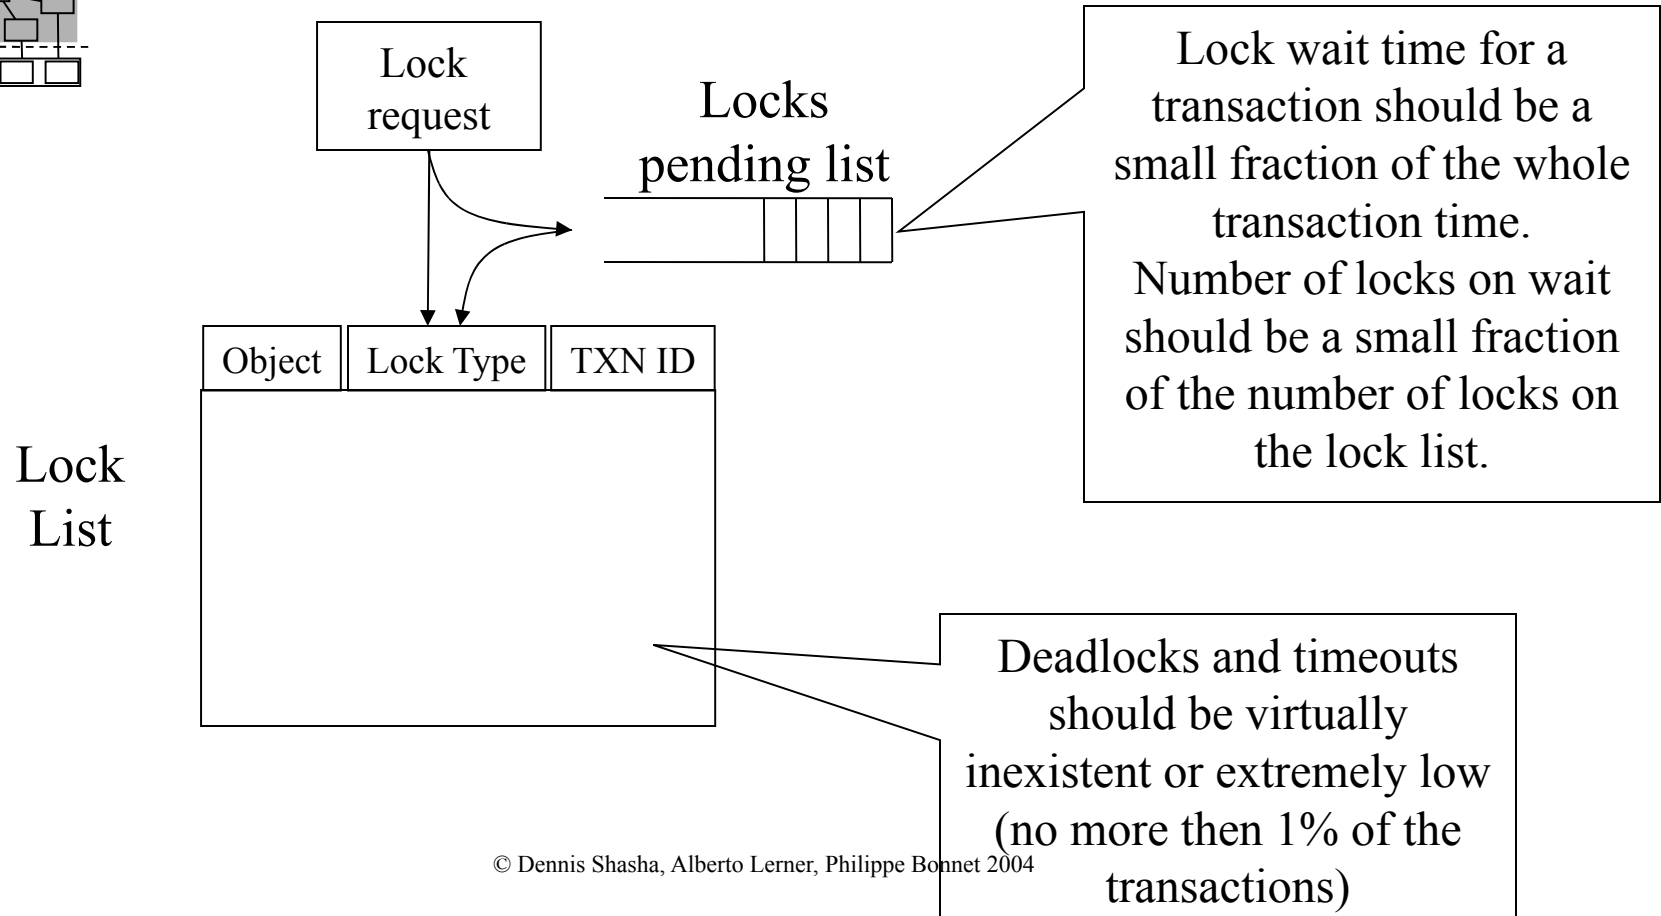 Lock
request
Locks
pending list
Lock wait time for a
transaction should be a
small fraction of the whole
transaction time.
Number of locks on wait
should be a small fraction
of the number of locks on
the lock list.
Object
Lock Type
TXN ID
Lock
List
Deadlocks and timeouts
should be virtually
inexistent or extremely low
(no more then 1% of the
transactions)
© Dennis Shasha, Alberto Lerner, Philippe Bonnet 2004